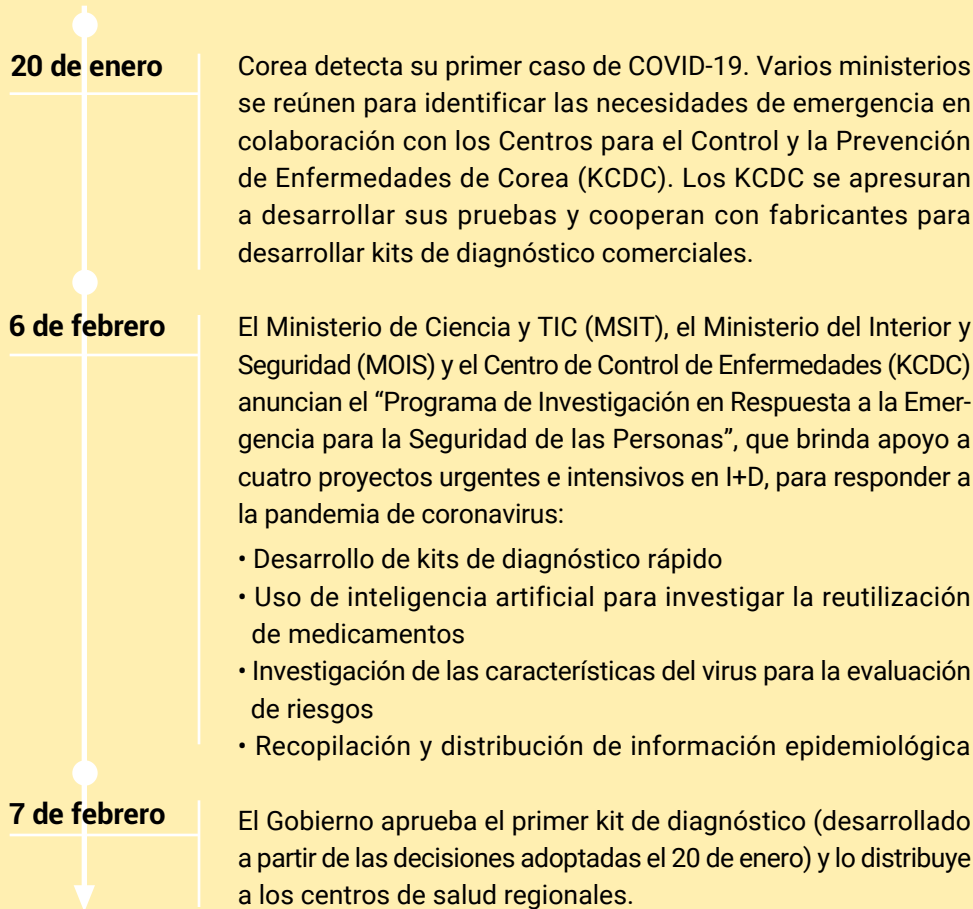 20 de enero
Corea detecta su primer caso de COVID-19. Varios ministerios
se reúnen para identificar las necesidades de emergencia en
colaboración con los Centros para el Control y la Prevención
de Enfermedades de Corea (KCDC). Los KCDC se apresuran
a desarrollar sus pruebas y cooperan con fabricantes para
desarrollar kits de diagnóstico comerciales.
6 de febrero
El Ministerio de Ciencia y TIC (MSIT), el Ministerio del Interior y
Seguridad (MOIS) y el Centro de Control de Enfermedades (KCDC)
anuncian el “Programa de Investigación en Respuesta a la Emer-
gencia para la Seguridad de las Personas”, que brinda apoyo a
cuatro proyectos urgentes e intensivos en I+D, para responder a
la pandemia de coronavirus:
• Desarrollo de kits de diagnóstico rápido
• Uso de inteligencia artificial para investigar la reutilización
de medicamentos
• Investigación de las características del virus para la evaluación
de riesgos
• Recopilación y distribución de información epidemiológica
7 de febrero
El Gobierno aprueba el primer kit de diagnóstico (desarrollado
a partir de las decisiones adoptadas el 20 de enero) y lo distribuye
a los centros de salud regionales.